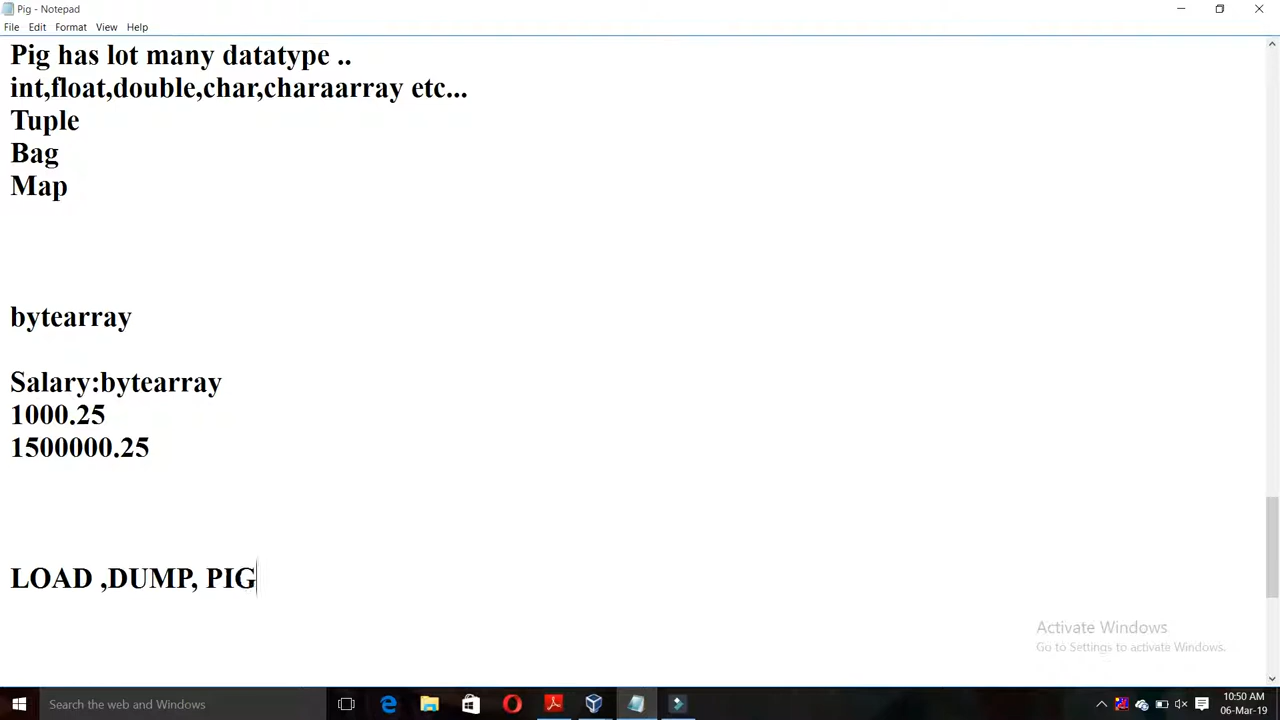 Pig - Notepad
File Edit Format View Help
Pig has lot many datatype ..
int,float,double,char,charaarray etc...
Tuple
Bag
Map
bytearray
Salary:bytearray
1000.25
1500000.25
LOAD ,DUMP, PIG
Activate Windows
Go to Settings to activate Windows.
Search the web and Windows
10:50 AM
06-Mar-19